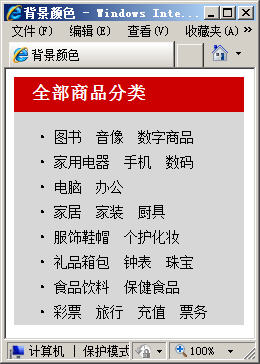 背景颜色 - Windows Inte...
文件(F) 编辑(E) 查看(V) 收藏夹(A) »
背景颜色
全部商品分类
• 图书 音像 数字商品
• 家用电器 手机 数码
• 电脑 办公
• 家居 家装 厨具
• 服饰鞋帽 个护化妆
• 礼品箱包 钟表 珠宝
• 食品饮料 保健食品
• 彩票 旅行 充值 票务
计算机 | 保护模式 100%